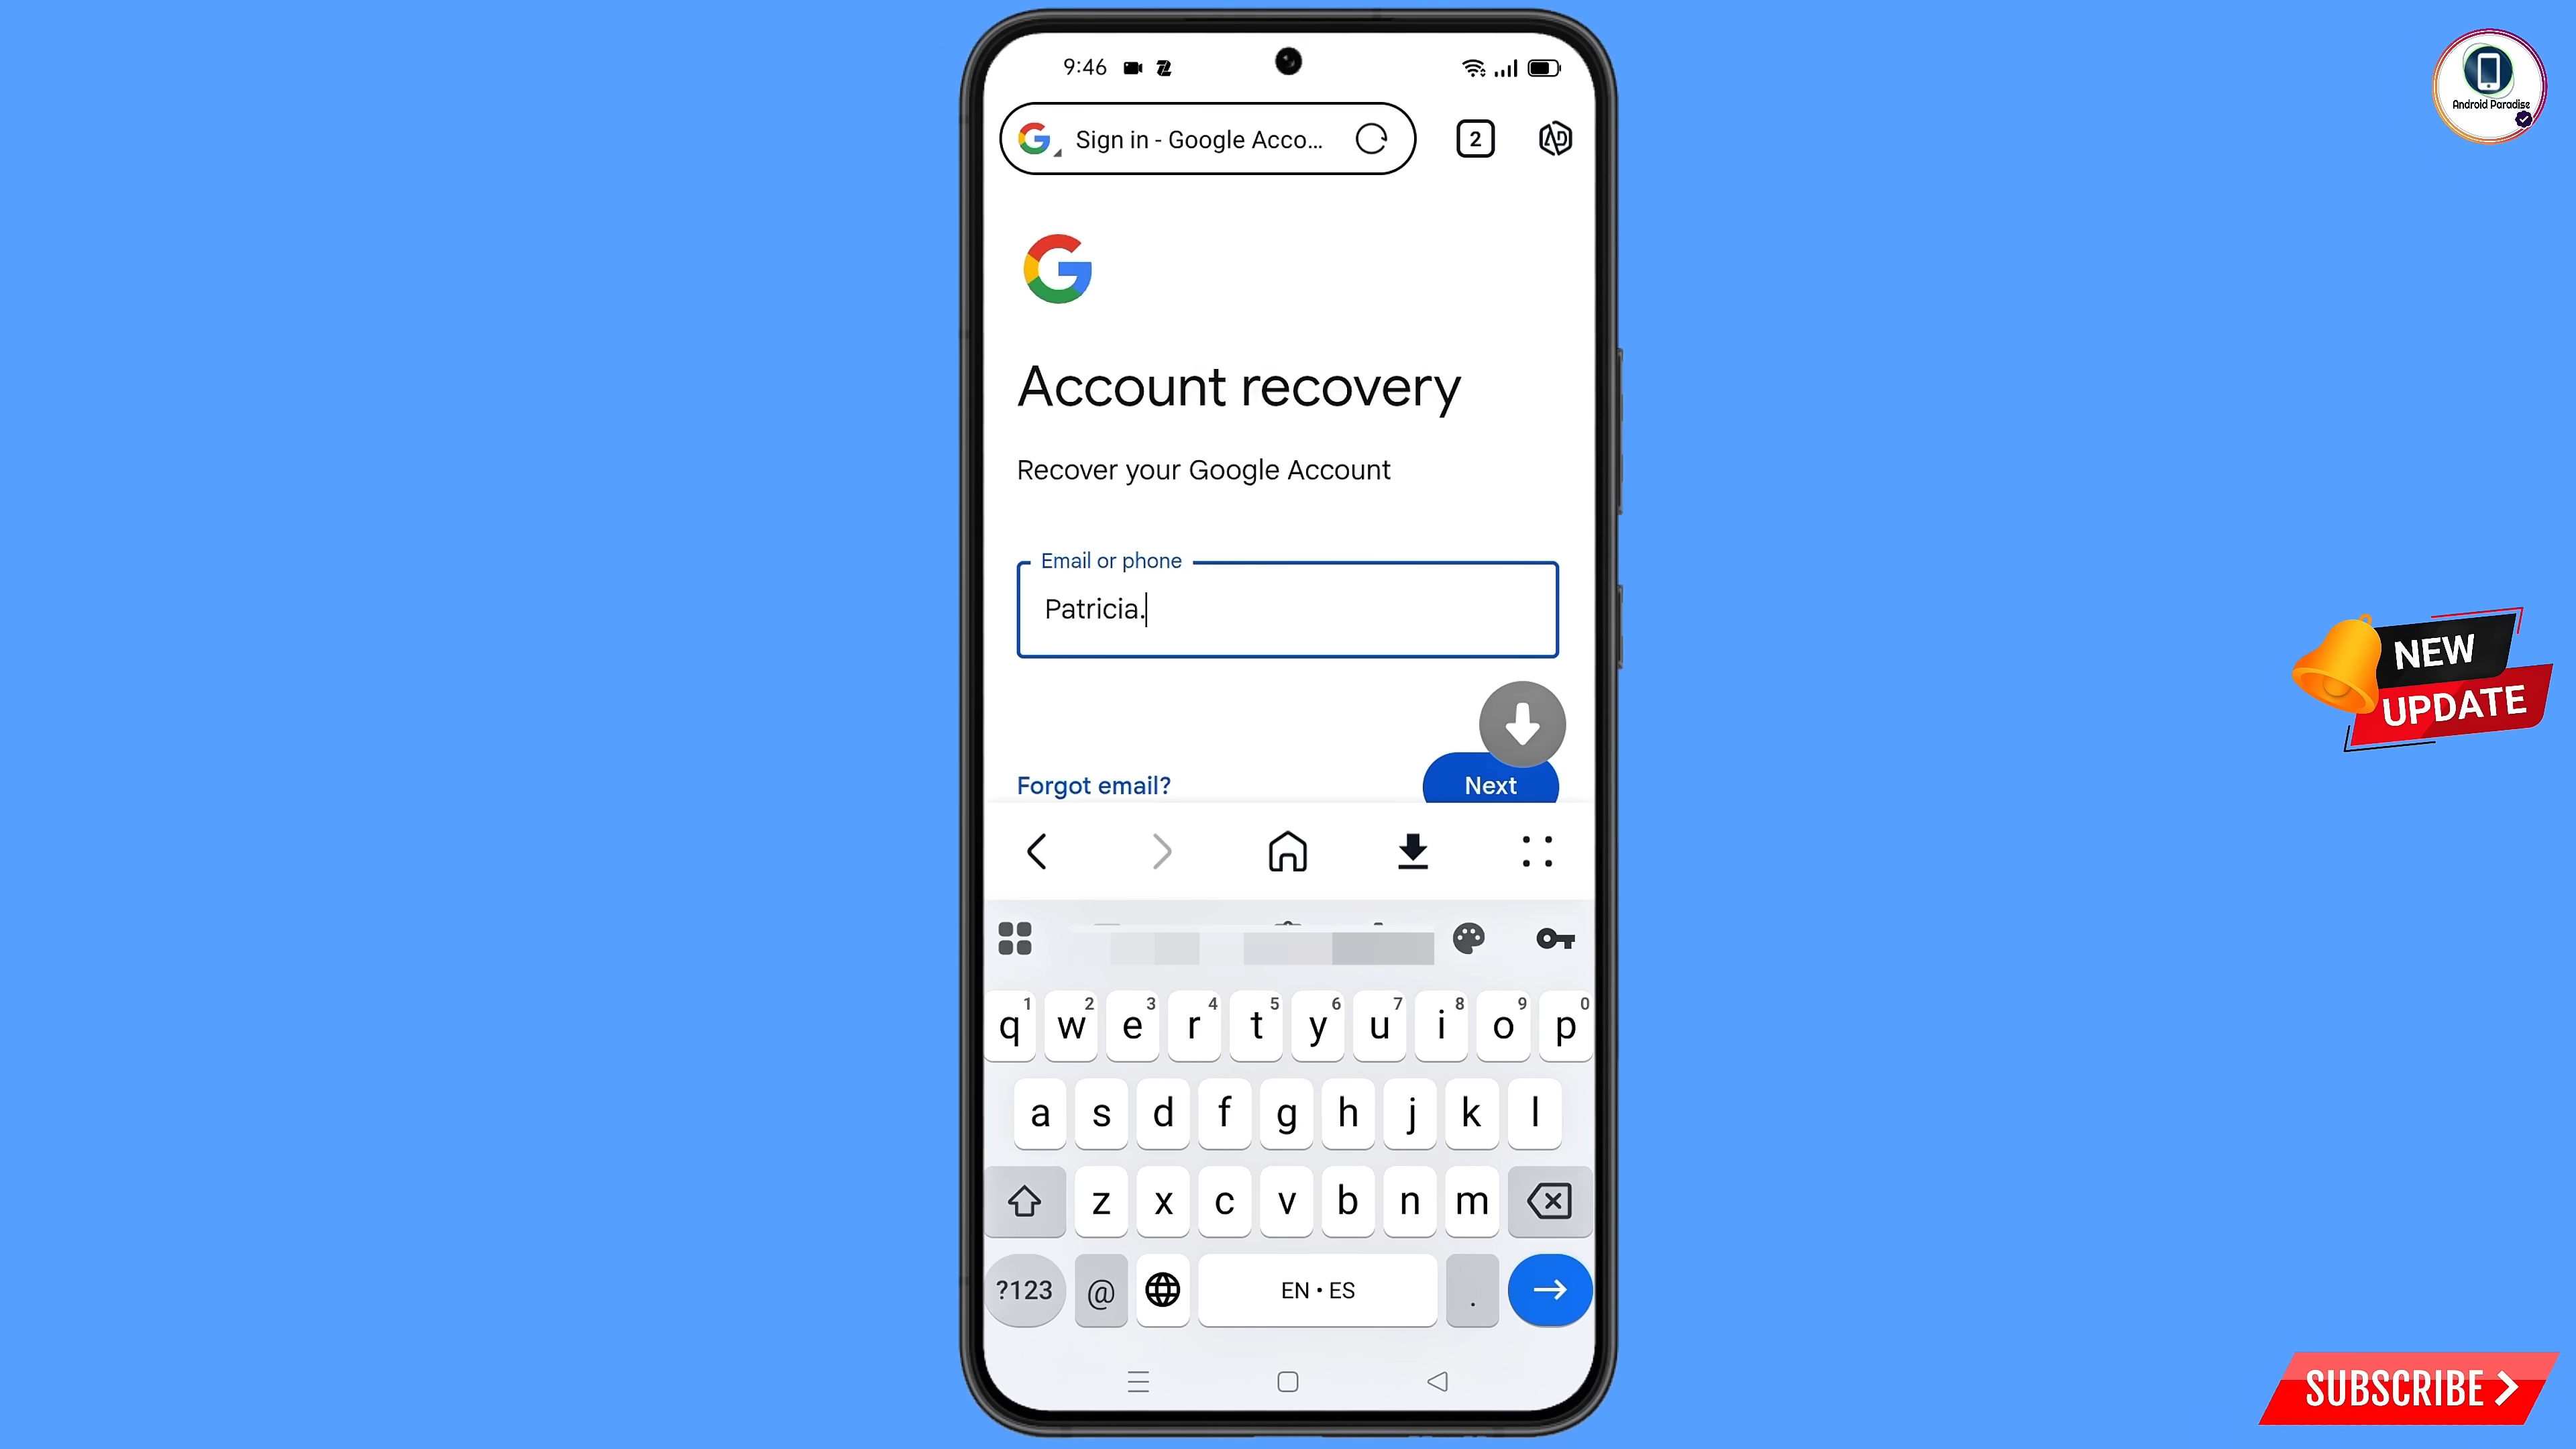 9:46
Sign in - Google Acco...
2
Android Paradise
Account recovery
Recover your Google Account
Email or phone
Patricia.
NEW
UPDATE
Forgot email?
Next
1 2 3 4 5 6 7 8 9 0
q w e r t y u i o p
a s d f g h j k l
z x c v b n m
?123 @ EN • ES .
SUBSCRIBE